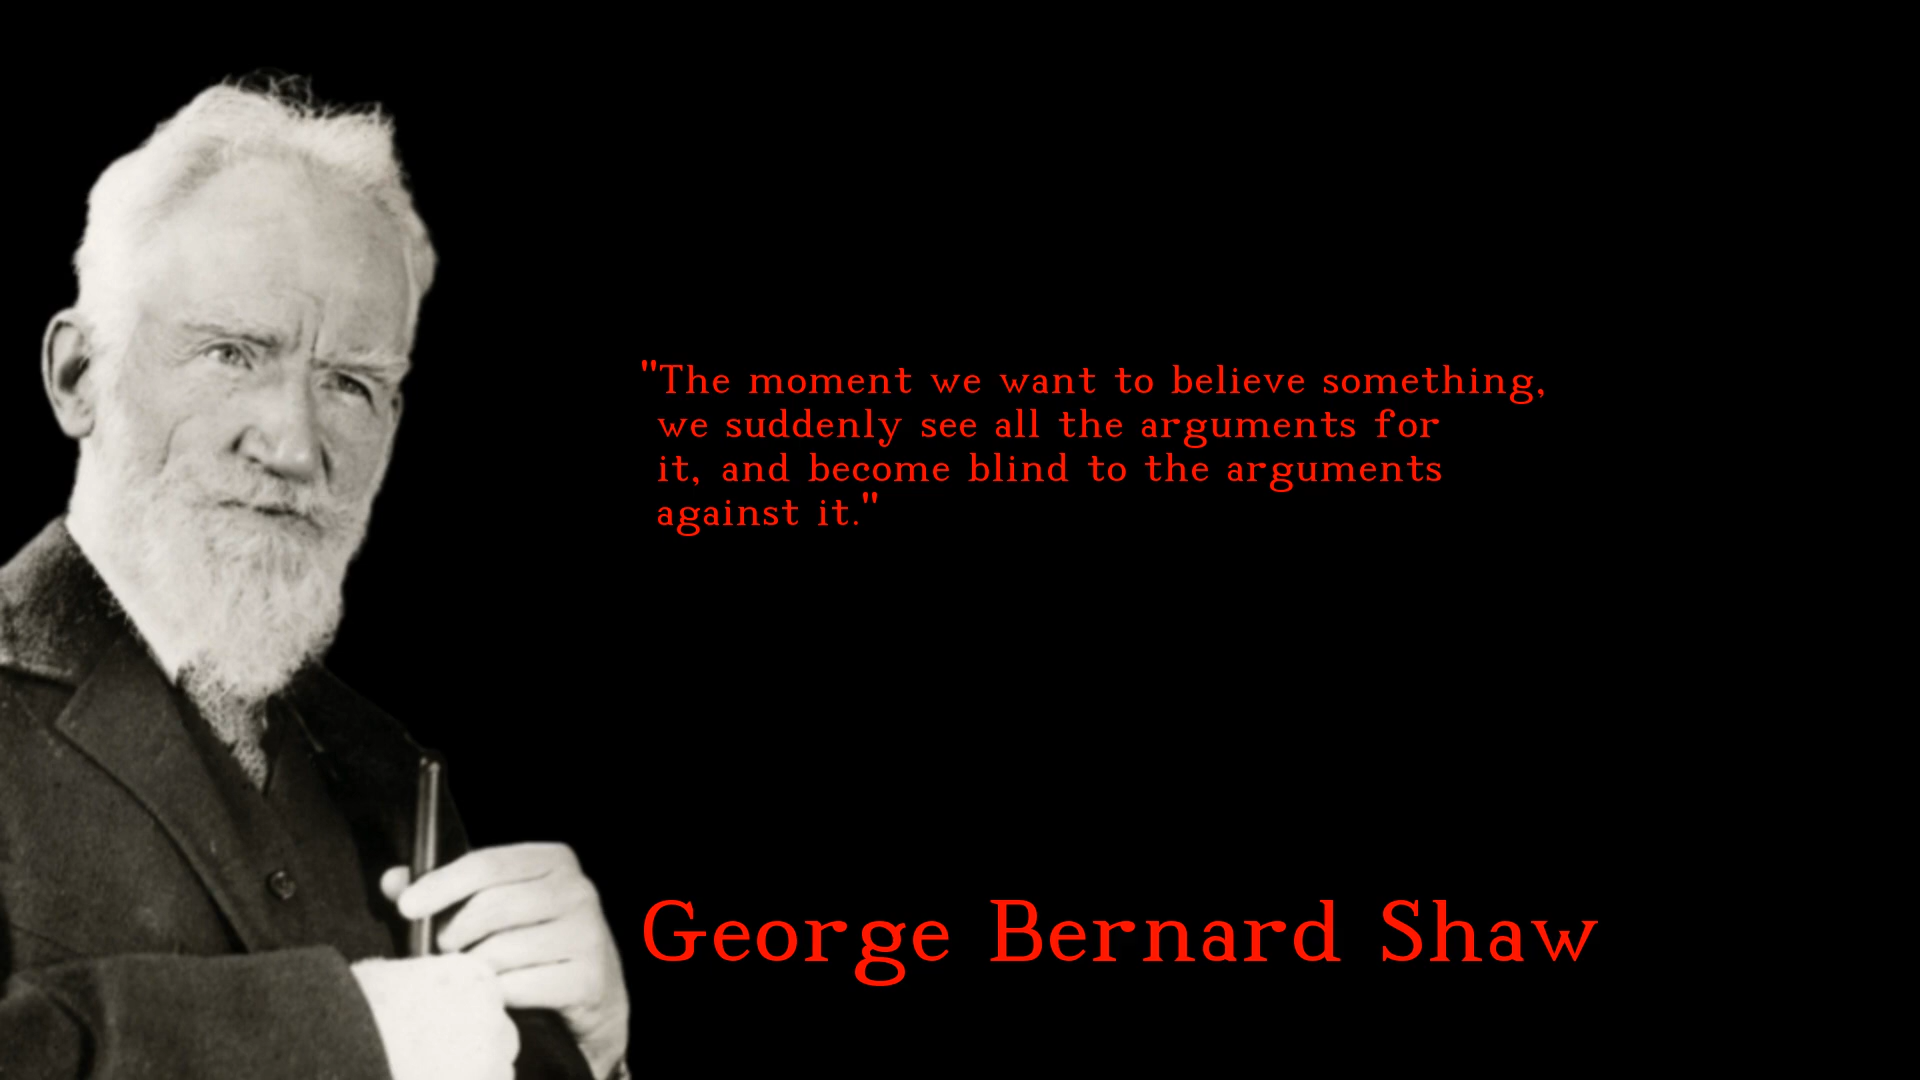 "The moment we want to believe something,
we suddenly see all the arguments for
it, and become blind to the arguments
against it."
George Bernard Shaw